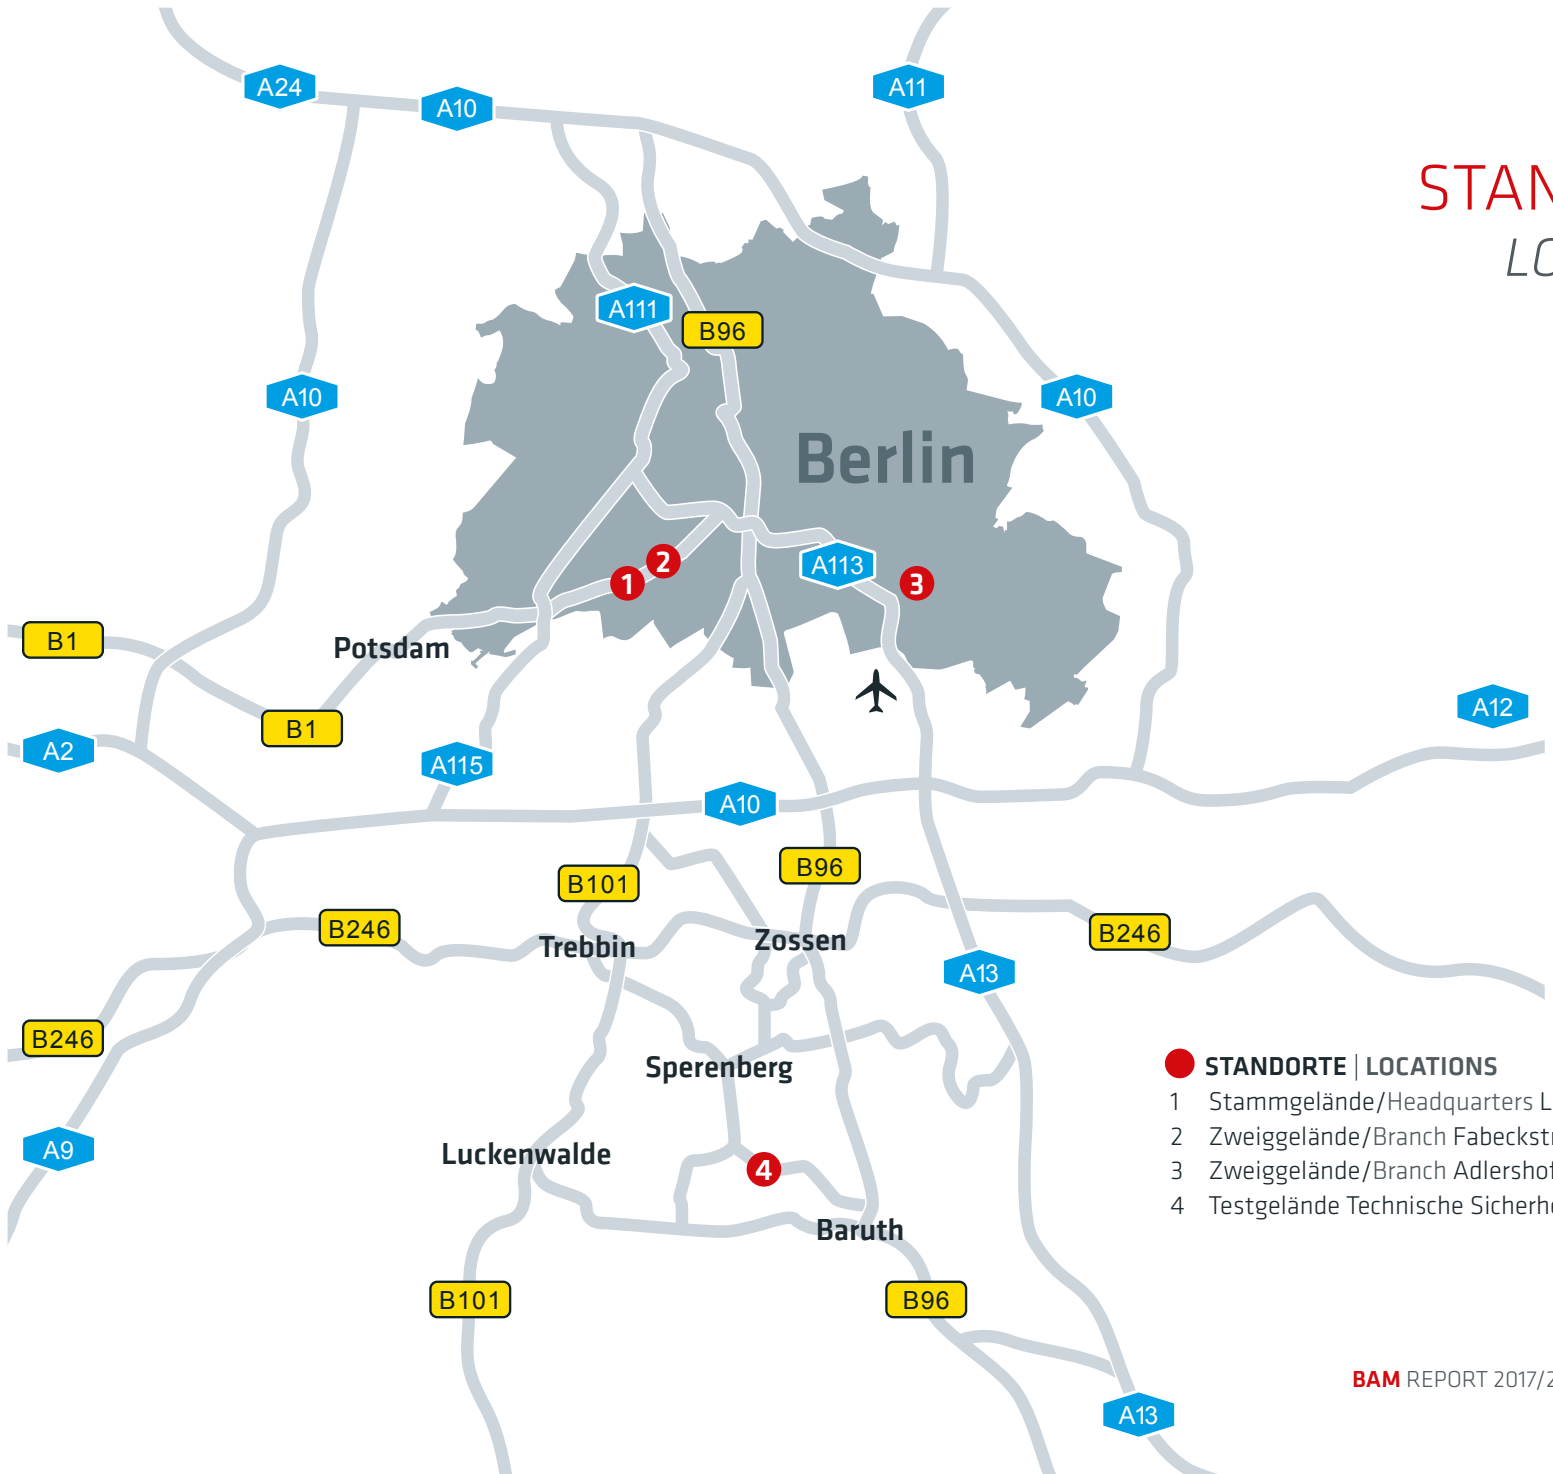 A24
A10
A11
STAN
LO
A111
B96
A10
A10
Berlin
2
1
A113
3
B1
Potsdam
B1
A12
A2
A115
A10
B96
B101
B246
Trebbin
Zossen
B246
A13
B246
Sperenberg
STANDORTE | LOCATIONS
1 Stammgelände/Headquarters L
2 Zweiggelände/Branch Fabeckst
3 Zweiggelände/Branch Adlershof
4 Testgelände Technische Sicherh
A9
Luckenwalde
4
Baruth
B101
B96
BAM REPORT 2017/2
A13